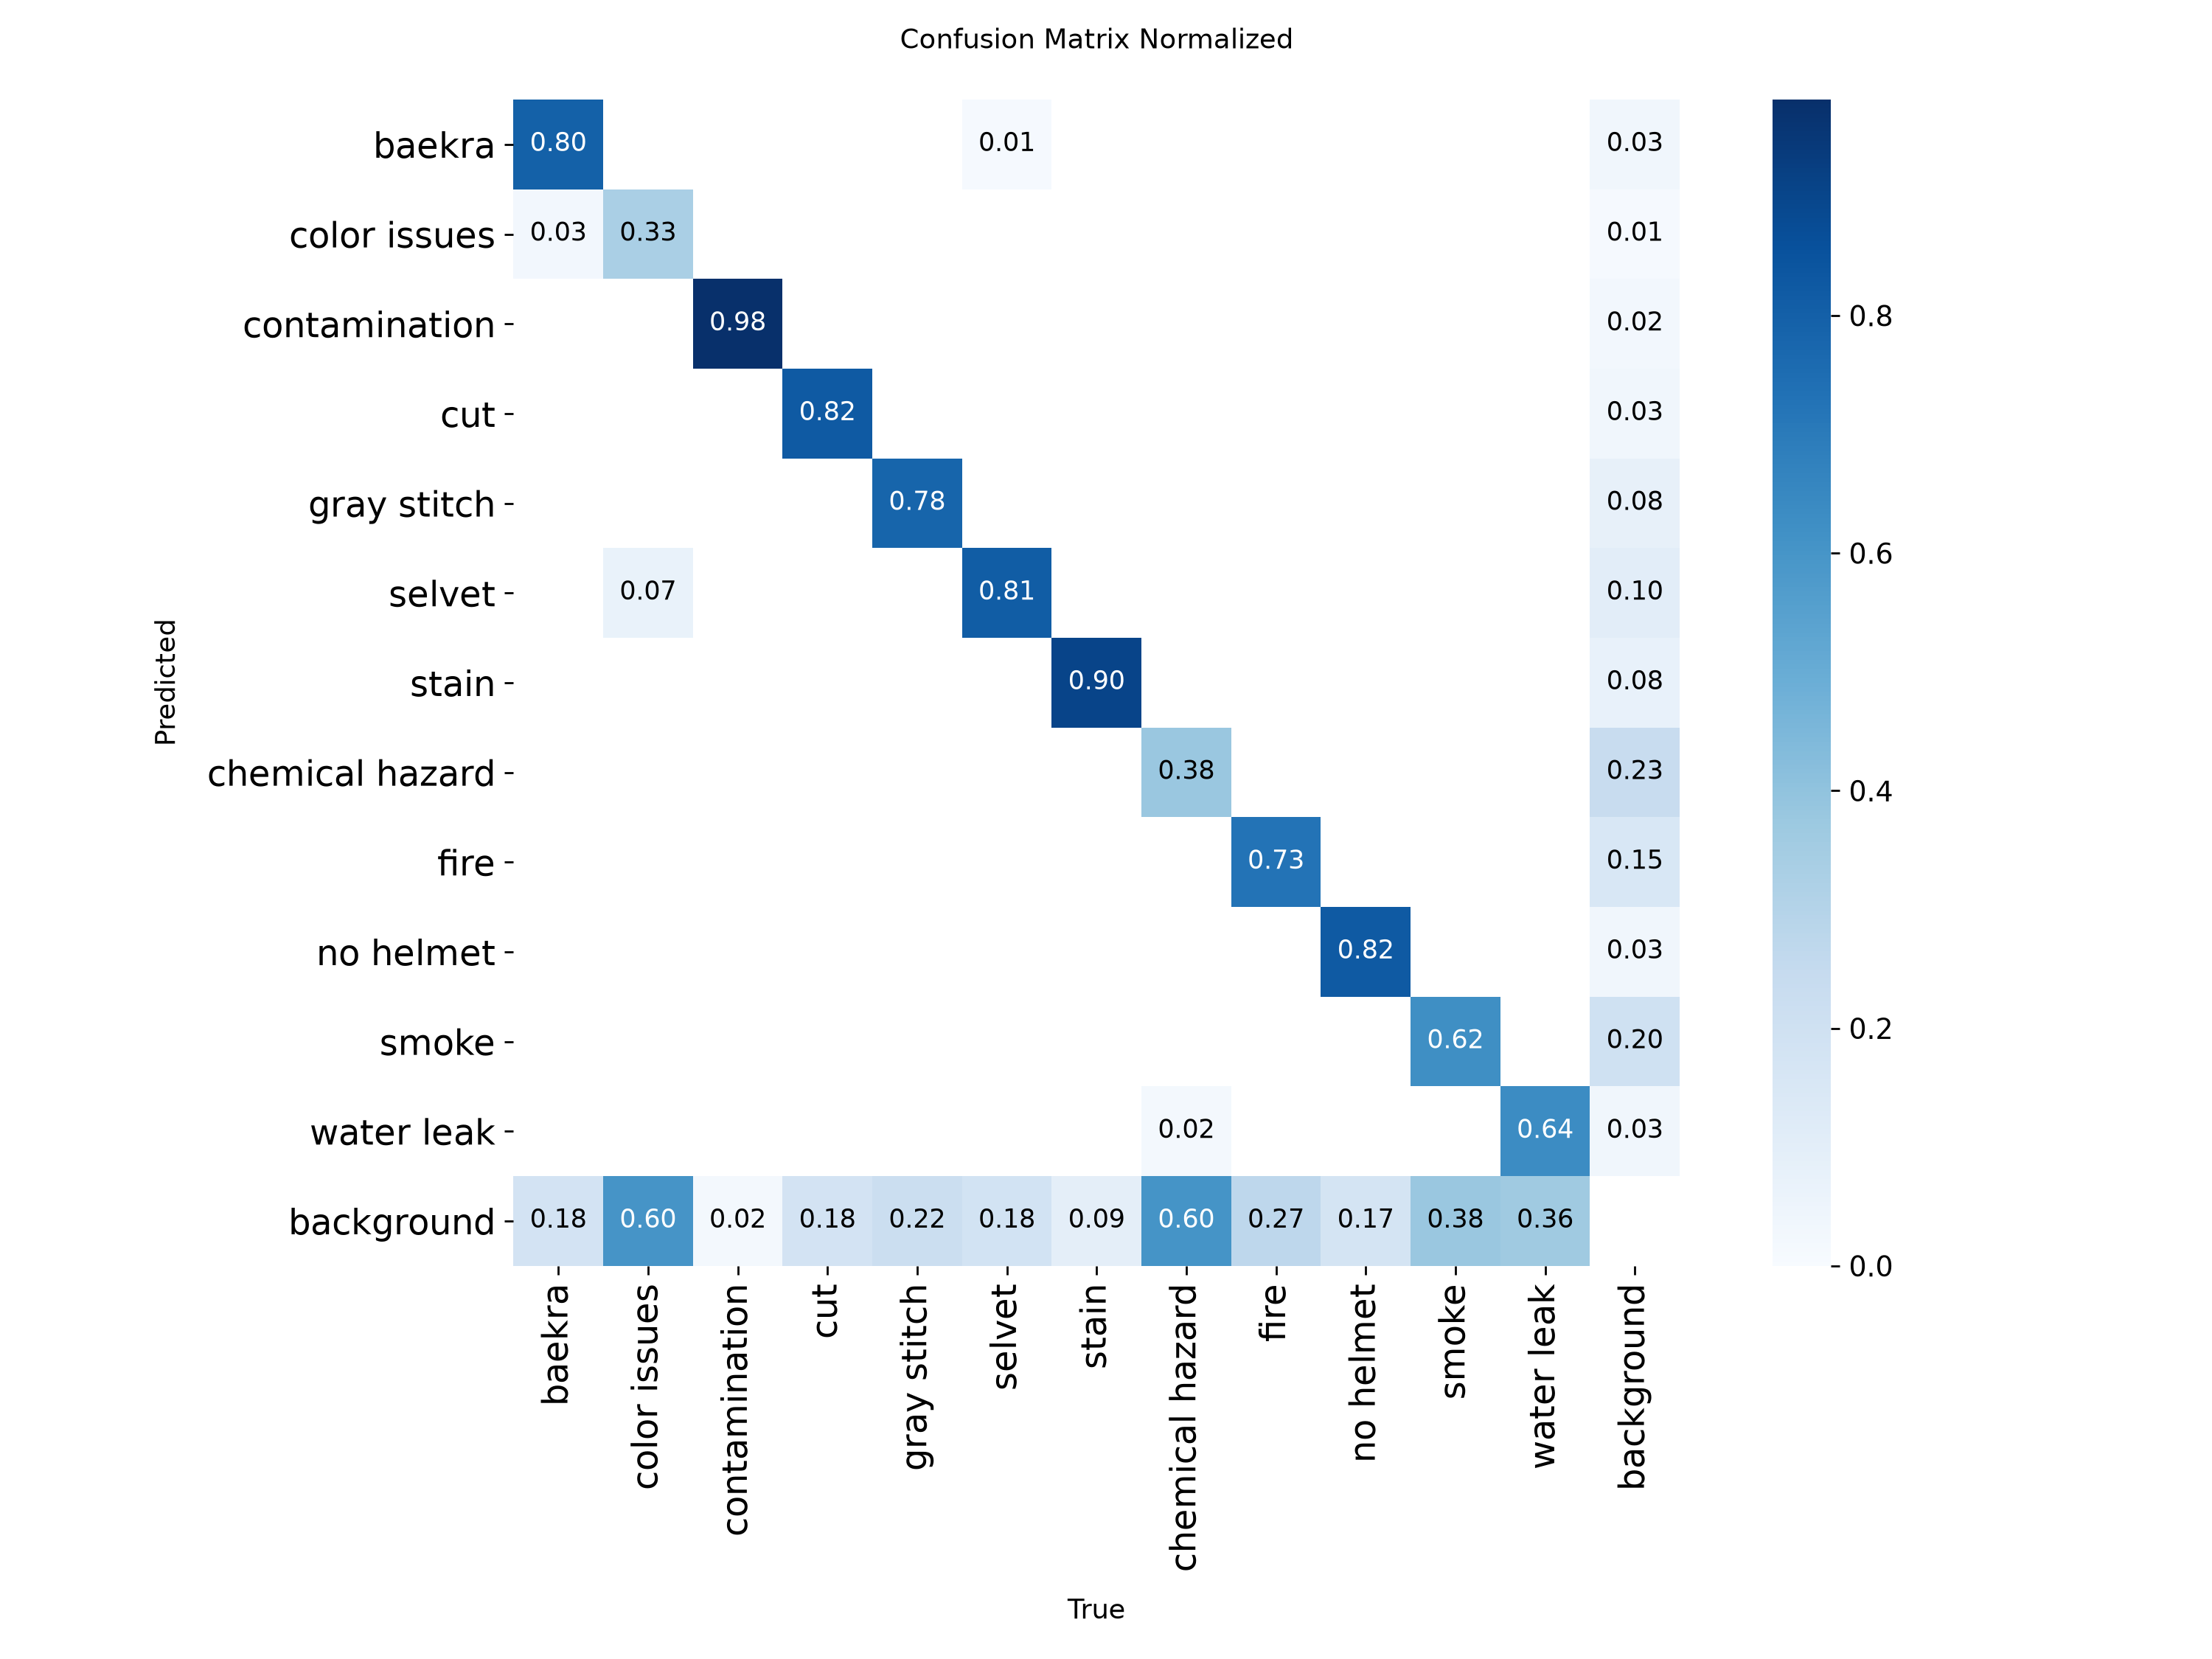 Confusion Matrix Normalized
baekra 0.80 0.01 0.03
color issues 0.03 0.33 0.01
contamination 0.98 0.02
0.8
cut 0.82 0.03
gray stitch 0.78 0.08
0.6
selvet 0.07 0.81 0.10
Predicted
stain 0.90 0.08
chemical hazard 0.38 0.23
0.4
fire 0.73 0.15
no helmet 0.82 0.03
smoke 0.62 0.20
0.2
water leak 0.02 0.64 0.03
background 0.18 0.60 0.02 0.18 0.22 0.18 0.09 0.60 0.27 0.17 0.38 0.36
0.0
baekra
color issues
contamination
cut
gray stitch
selvet
stain
chemical hazard
fire
no helmet
smoke
water leak
background
True